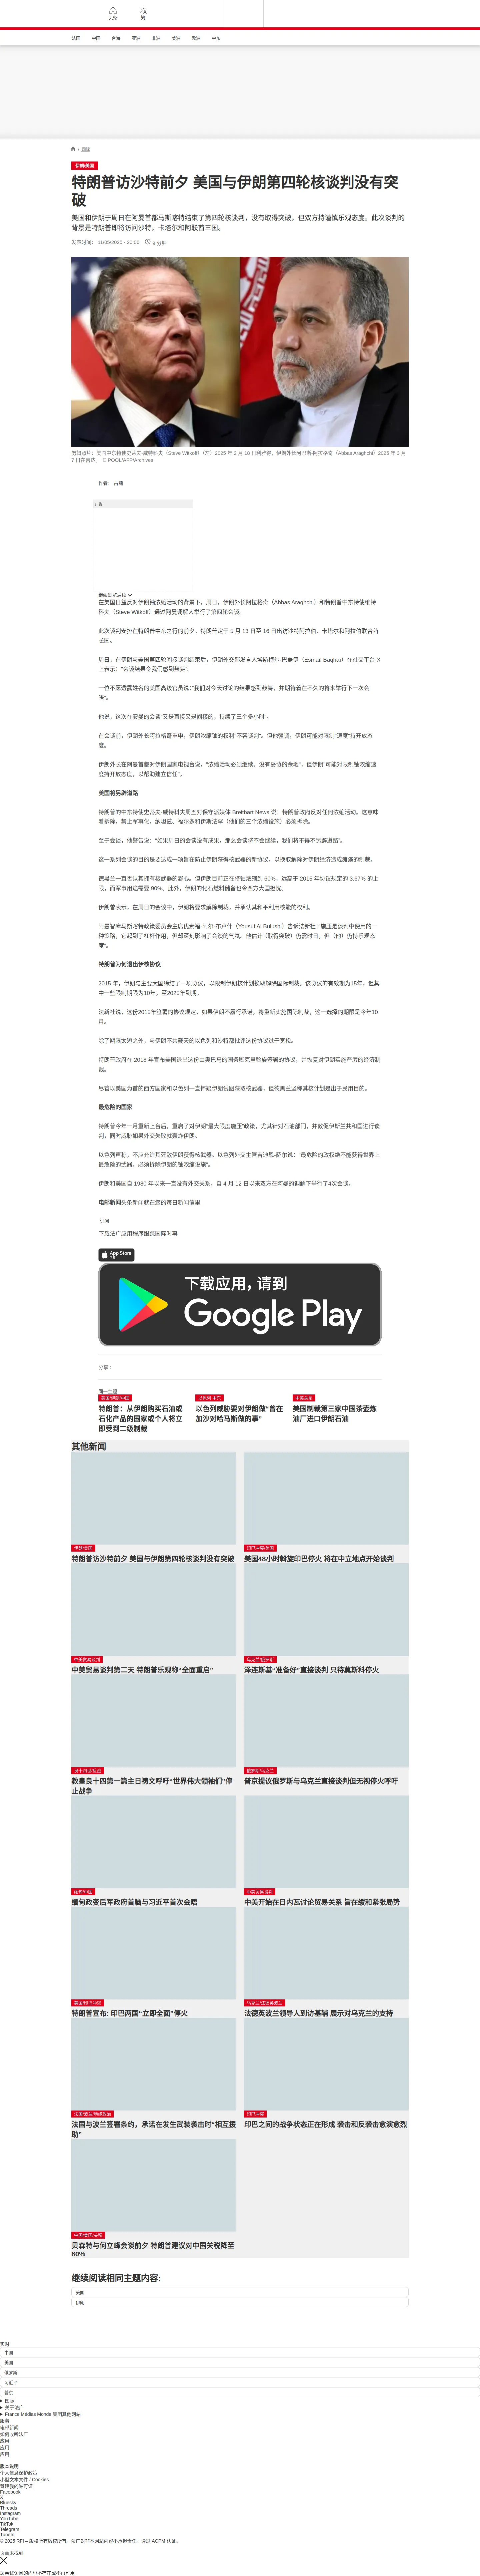 头条
繁
法国
中国
台海
亚洲
非洲
美洲
欧洲
中东
/ 国际
伊朗/美国
特朗普访沙特前夕 美国与伊朗第四轮核谈判没有突
破
美国和伊朗于周日在阿曼首都马斯喀特结束了第四轮核谈判，没有取得突破，但双方持谨慎乐观态度。此次谈判的
背景是特朗普即将访问沙特，卡塔尔和阿联酋三国。
发表时间： 11/05/2025 - 20:06
6 分钟
剪辑照片：美国中东特使史蒂夫·威特科夫（Steve Witkoff）（左）2025 年 2 月 18 日利雅得，伊朗外长阿巴斯·阿拉格奇（Abbas Araghchi）2025 年 3 月
7 日在吉达。 © POOL/AFP/Archives
作者： 古莉
广告
继续浏览后续
在美国日益反对伊朗铀浓缩活动的背景下，周日，伊朗外长阿拉格奇（Abbas Araghchi）和特朗普中东特使维特
科夫（Steve Witkoff）通过阿曼调解人举行了第四轮会谈。
此次谈判安排在特朗普中东之行的前夕。特朗普定于 5 月 13 日至 16 日出访沙特阿拉伯、卡塔尔和阿拉伯联合酋
长国。
周日，在伊朗与美国第四轮间接谈判结束后，伊朗外交部发言人埃斯梅尔·巴盖伊（Esmail Baqhai）在社交平台 X
上表示："会谈结果令我们感到鼓舞"。
一位不愿透露姓名的美国高级官员说:"我们对今天讨论的结果感到鼓舞，并期待着在不久的将来举行下一次会
晤"。
他说，这次在安曼的会谈"又是直接又是间接的，持续了三个多小时"。
在会谈前，伊朗外长阿拉格奇重申，伊朗浓缩铀的权利"不容谈判"。但他强调，伊朗可能对限制"速度"持开放态
度。
伊朗外长在阿曼首都对伊朗国家电视台说，"浓缩活动必须继续。没有妥协的余地"。但伊朗"可能对限制铀浓缩速
度持开放态度，以帮助建立信任"。
美国将另辟道路
特朗普的中东特使史蒂夫-威特科夫周五对保守派媒体 Breitbart News 说：特朗普政府反对任何浓缩活动。这意味
着拆除，禁止军事化，纳坦兹、福尔多和伊斯法罕（他们的三个浓缩设施）必须拆除。
至于会谈，他警告说："如果周日的会谈没有成果，那么会谈将不会继续，我们将不得不另辟道路"。
这一系列会谈的目的是要达成一项旨在防止伊朗获得核武器的新协议，以换取解除对伊朗经济造成瘫痪的制裁。
德黑兰一直否认其拥有核武器的野心。但伊朗目前正在将铀浓缩到 60%，远高于 2015 年协议规定的 3.67% 的上
限，而军事用途需要 90%。此外，伊朗的化石燃料储备也令西方大国担忧。
伊朗曾表示，在周日的会谈中，伊朗将要求解除制裁，并承认其和平利用核能的权利。
阿曼智库马斯喀特政策委员会主席优素福-阿尔-布卢什（Yousuf Al Bulushi）告诉法新社:"施压是谈判中使用的一
种策略，它起到了杠杆作用，但却深刻影响了会谈的气氛。他估计"（取得突破）仍需时日，但（他）仍持乐观态
度"。
特朗普为何退出伊核协议
2015 年，伊朗与主要大国缔结了一项协议，以限制伊朗核计划换取解除国际制裁。该协议的有效期为15年，但其
中一些限制期限为10年，至2025年到期。
法新社说，这份2015年签署的协议规定，如果伊朗不履行承诺，将重新实施国际制裁，这一选择的期限是今年10
月。
除了期限太短之外，与伊朗不共戴天的以色列和沙特都批评这份协议过于宽松。
特朗普政府在 2018 年宣布美国退出这份由奥巴马的国务卿克里斡旋签署的协议，并恢复对伊朗实施严厉的经济制
裁。
尽管以美国为首的西方国家和以色列一直怀疑伊朗试图获取核武器，但德黑兰坚称其核计划是出于民用目的。
最危险的国家
特朗普今年一月重新上台后，重启了对伊朗"最大限度施压"政策，尤其针对石油部门，并敦促伊斯兰共和国进行谈
判，同时威胁如果外交失败就轰炸伊朗。
以色列声称，不应允许其死敌伊朗获得核武器。以色列外交主管吉迪恩-萨尔说："最危险的政权绝不能获得世界上
最危险的武器。必须拆除伊朗的铀浓缩设施"。
伊朗和美国自 1980 年以来一直没有外交关系，自 4 月 12 日以来双方在阿曼的调解下举行了4次会谈。
电邮新闻头条新闻就在您的每日新闻信里
订阅
下载法广应用程序跟踪国际时事
App Store
下载应用，请到
Google Play
分享 :
同一主题
美国/伊朗/中国
特朗普：从伊朗购买石油或
石化产品的国家或个人将立
即受到二级制裁
以色列 中东
以色列威胁要对伊朗做"曾在
加沙对哈马斯做的事"
中美关系
美国制裁第三家中国茶壶炼
油厂进口伊朗石油
其他新闻
伊朗/美国
特朗普访沙特前夕 美国与伊朗第四轮核谈判没有突破
印巴冲突/美国
美国48小时斡旋印巴停火 将在中立地点开始谈判
中美贸易谈判
中美贸易谈判第二天 特朗普乐观称"全面重启"
乌克兰/俄罗斯
泽连斯基"准备好"直接谈判 只待莫斯科停火
良十四世/反战
教皇良十四第一篇主日祷文呼吁"世界伟大领袖们"停
止战争
俄罗斯/乌克兰
普京提议俄罗斯与乌克兰直接谈判但无视停火呼吁
缅甸/中国
缅甸政变后军政府首脑与习近平首次会晤
中美贸易谈判
中美开始在日内瓦讨论贸易关系 旨在缓和紧张局势
美国/印巴冲突
特朗普宣布: 印巴两国"立即全面"停火
乌克兰/法德英波兰
法德英波兰领导人到访基辅 展示对乌克兰的支持
法国/波兰/地缘政治
法国与波兰签署条约，承诺在发生武装袭击时"相互援
助"
印巴冲突
印巴之间的战争状态正在形成 袭击和反袭击愈演愈烈
中国/美国/关税
贝森特与何立峰会谈前夕 特朗普建议对中国关税降至
80%
继续阅读相同主题内容:
美国
伊朗
实时
中国
美国
俄罗斯
习近平
普京
国际
关于法广
France Médias Monde 集团其他网站
服务
电邮新闻
如何收听法广
应用
应用
应用
版本说明
个人信息保护政策
小型文本文件 / Cookies
管理我的许可证
Facebook
X
Bluesky
Threads
Instagram
YouTube
TikTok
Telegram
TuneIn
© 2025 RFI – 版权所有版权所有。法广对非本网站内容不承担责任。通过 ACPM 认证。
页面未找到
您尝试访问的内容不存在或不再可用。